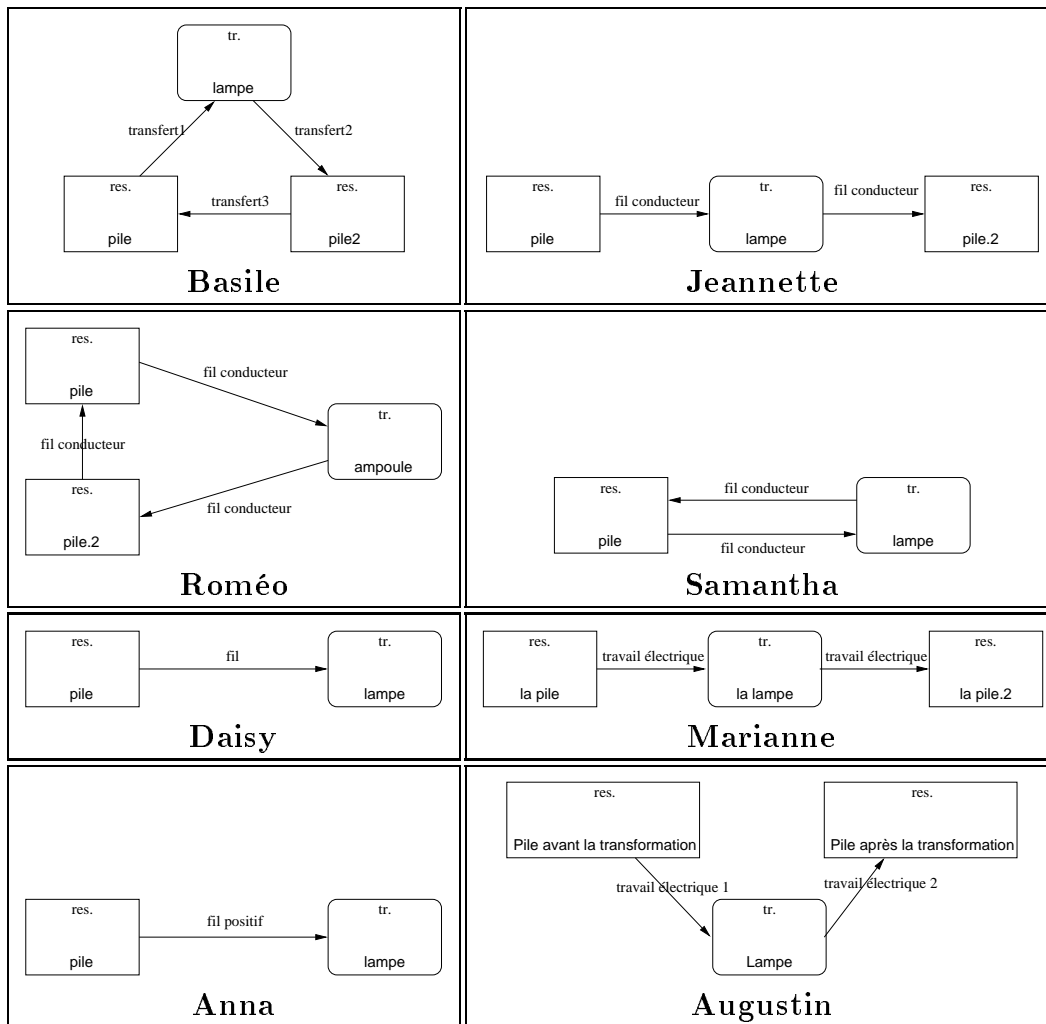 tr.
lampe
transfert1 transfert2
res. res.
transfert3
pile pile2
Basile
res. tr. res.
fil conducteur fil conducteur
pile lampe pile.2
Jeannette
res.
fil conducteur
pile
tr.
fil conducteur
ampoule
res.
fil conducteur
pile.2
Roméo
res. tr.
fil conducteur
pile lampe
fil conducteur
Samantha
res. tr.
fil
pile lampe
Daisy
res. tr. res.
travail électrique travail électrique
la pile la lampe la pile.2
Marianne
res. tr.
fil positif
pile lampe
Anna
res. res.
Pile avant la transformation Pile après la transformation
travail électrique 1 travail électrique 2
tr.
Lampe
Augustin